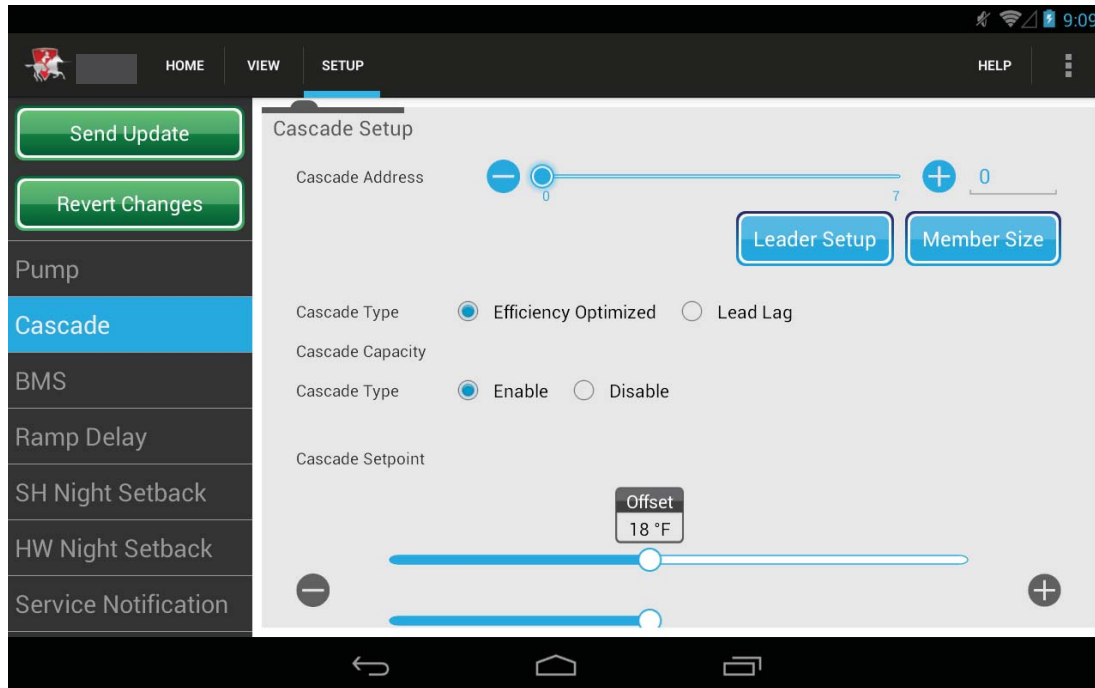 9:09
HOME VIEW SETUP HELP
Send Update
Revert Changes
Pump
Cascade
BMS
Ramp Delay
SH Night Setback
HW Night Setback
Service Notification
Cascade Setup
Cascade Address 0
0 7
Leader Setup Member Size
Cascade Type Efficiency Optimized Lead Lag
Cascade Capacity
Cascade Type Enable Disable
Cascade Setpoint
Offset
18 °F